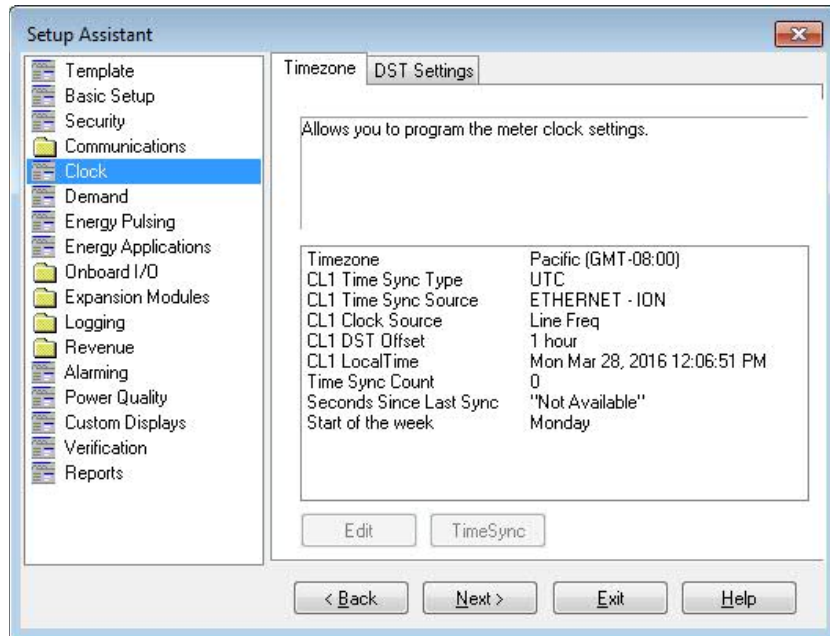 Setup Assistant
Template
Basic Setup
Security
Communications
Clock
Demand
Energy Pulsing
Energy Applications
Onboard I/O
Expansion Modules
Logging
Revenue
Alarming
Power Quality
Custom Displays
Verification
Reports
Timezone DST Settings
Allows you to program the meter clock settings.
Timezone Pacific (GMT-08:00)
CL1 Time Sync Type UTC
CL1 Time Sync Source ETHERNET - ION
CL1 Clock Source Line Freq
CL1 DST Offset 1 hour
CL1 LocalTime Mon Mar 28, 2016 12:06:51 PM
Time Sync Count 0
Seconds Since Last Sync "Not Available"
Start of the week Monday
Edit TimeSync
< Back Next > Exit Help